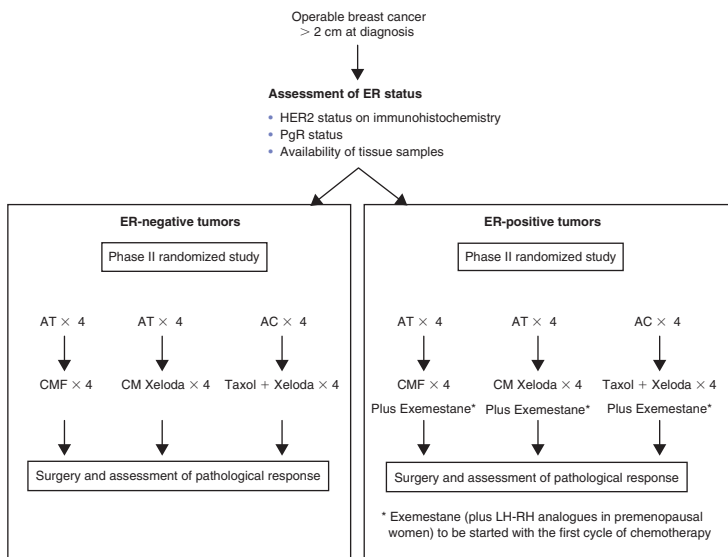 Operable breast cancer
> 2 cm at diagnosis
Assessment of ER status
• HER2 status on immunohistochemistry
• PgR status
• Availability of tissue samples
ER-negative tumors
Phase II randomized study
AT × 4
AT × 4
AC × 4
CMF × 4
CM Xeloda × 4
Taxol + Xeloda × 4
Surgery and assessment of pathological response
ER-positive tumors
Phase II randomized study
AT × 4
AT × 4
AC × 4
CMF × 4
Plus Exemestane*
CM Xeloda × 4
Plus Exemestane*
Taxol + Xeloda × 4
Plus Exemestane*
Surgery and assessment of pathological response
* Exemestane (plus LH-RH analogues in premenopausal
women) to be started with the first cycle of chemotherapy